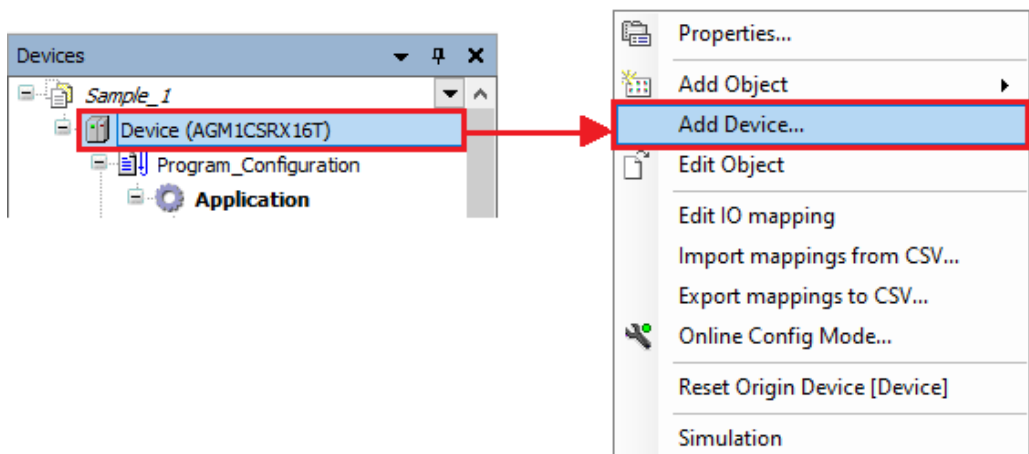 Devices
Sample_1
Device (AGM1CSRX16T)
Program_Configuration
Application
Properties...
Add Object
Add Device...
Edit Object
Edit IO mapping
Import mappings from CSV...
Export mappings to CSV...
Online Config Mode...
Reset Origin Device [Device]
Simulation